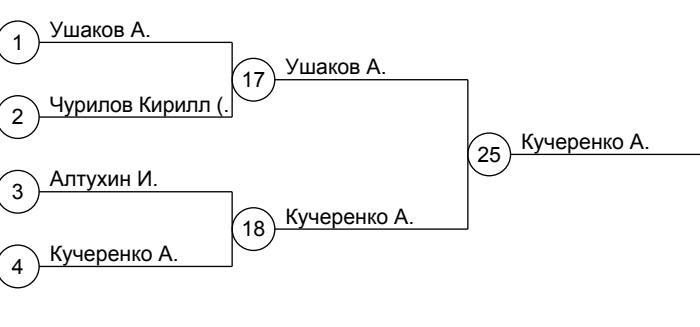 1 Ушаков А.
2 Чурилов Кирилл (.
17 Ушаков А.
3 Алтухин И.
18 Кучеренко А.
4 Кучеренко А.
25 Кучеренко А.